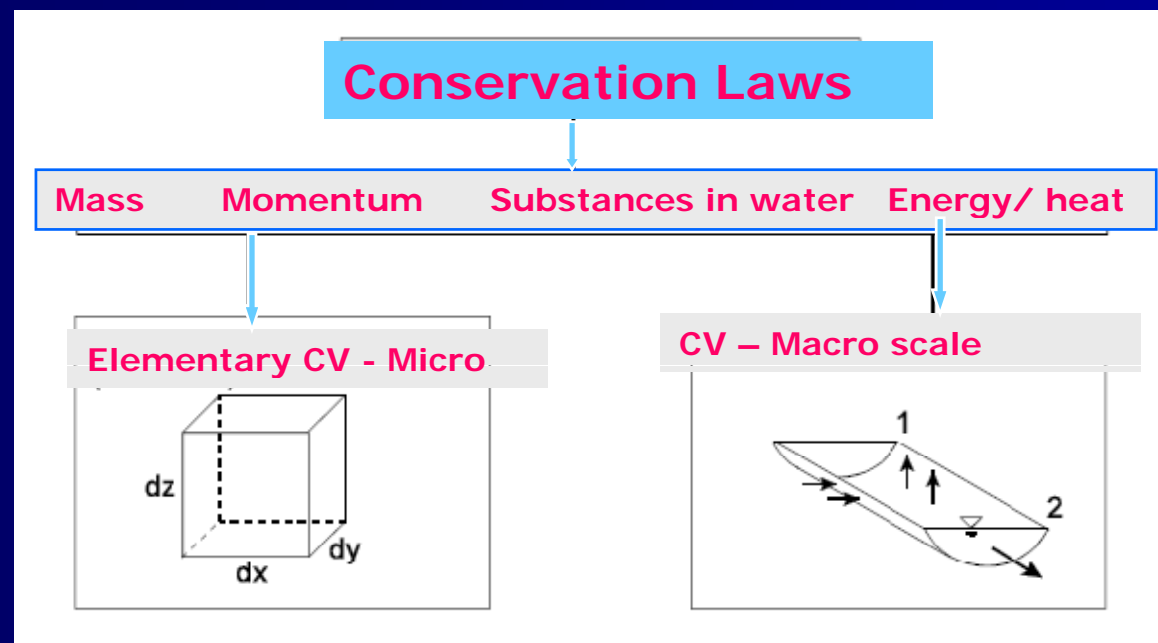 Conservation Laws
Mass Momentum Substances in water Energy/ heat
Elementary CV - Micro
CV – Macro scale
dz
dy
dx
1
2